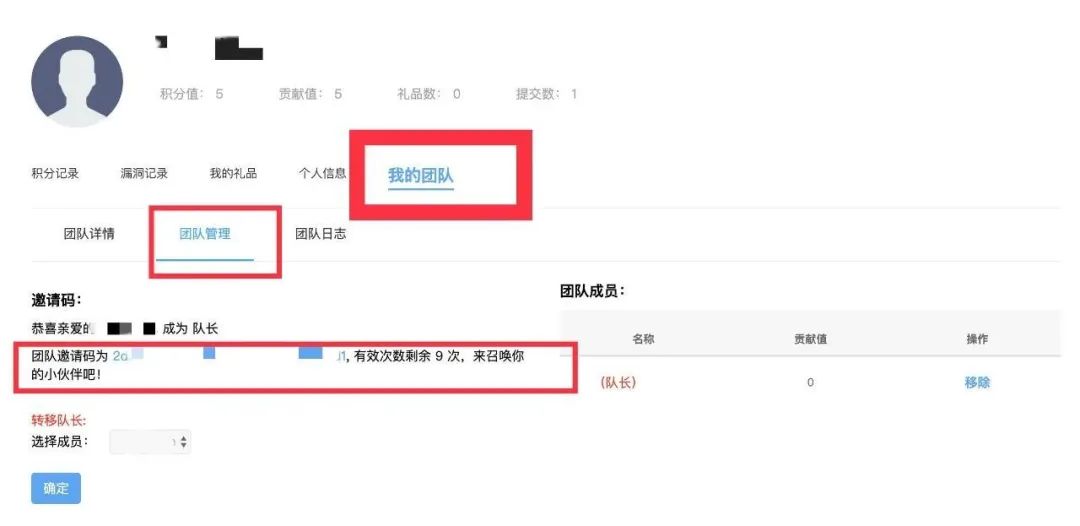 积分值： 5 贡献值： 5 礼品数： 0 提交数： 1
积分记录 漏洞记录 我的礼品 个人信息 我的团队
团队详情 团队管理 团队日志
邀请码：
恭喜亲爱的 成为 队长
团队邀请码为 , 有效次数剩余 9 次，来召唤你
的小伙伴吧！
转移队长:
选择成员：
确定
团队成员：
名称 贡献值 操作
(队长) 0 移除